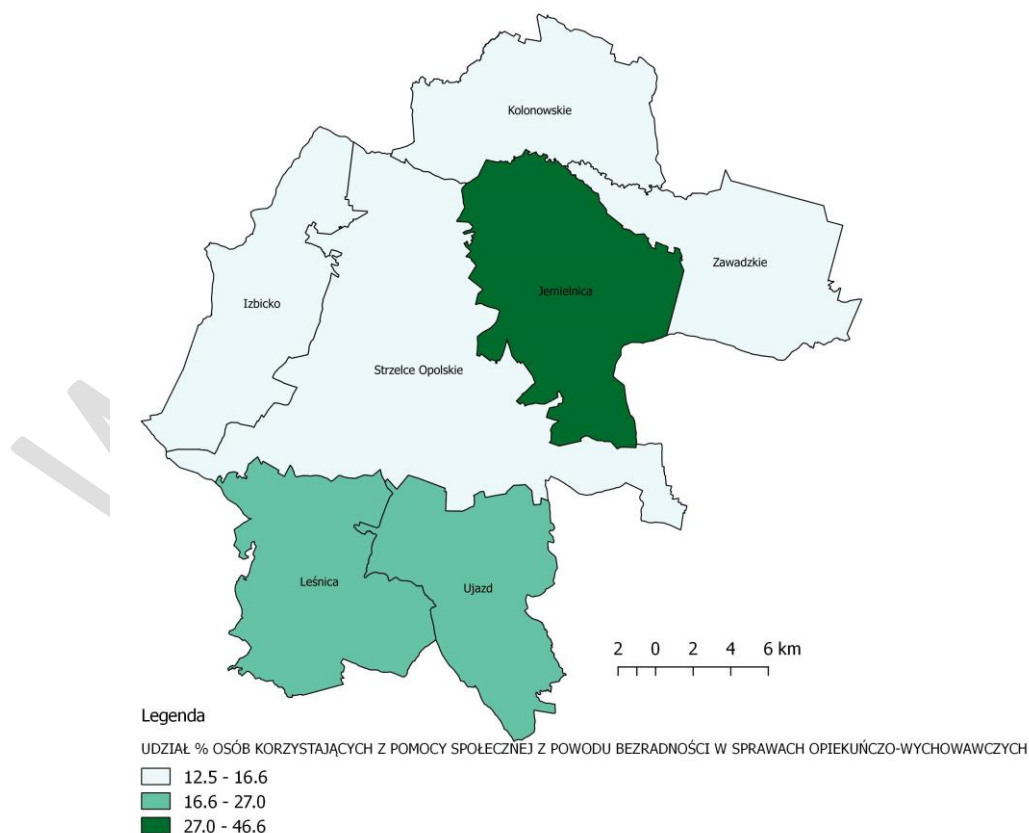 Kolonowskie
Zawadzkie
Jemielnica
Izbicko
Strzelce Opolskie
Leśnica
Ujazd
2 0 2 4 6 km
Legenda
UDZIAŁ % OSÓB KORZYSTAJĄCYCH Z POMOCY SPOŁECZNEJ Z POWODU BEZRADNOŚCI W SPRAWACH OPIEKUŃCZO-WYCHOWAWCZYCH
12.5 - 16.6
16.6 - 27.0
27.0 - 46.6